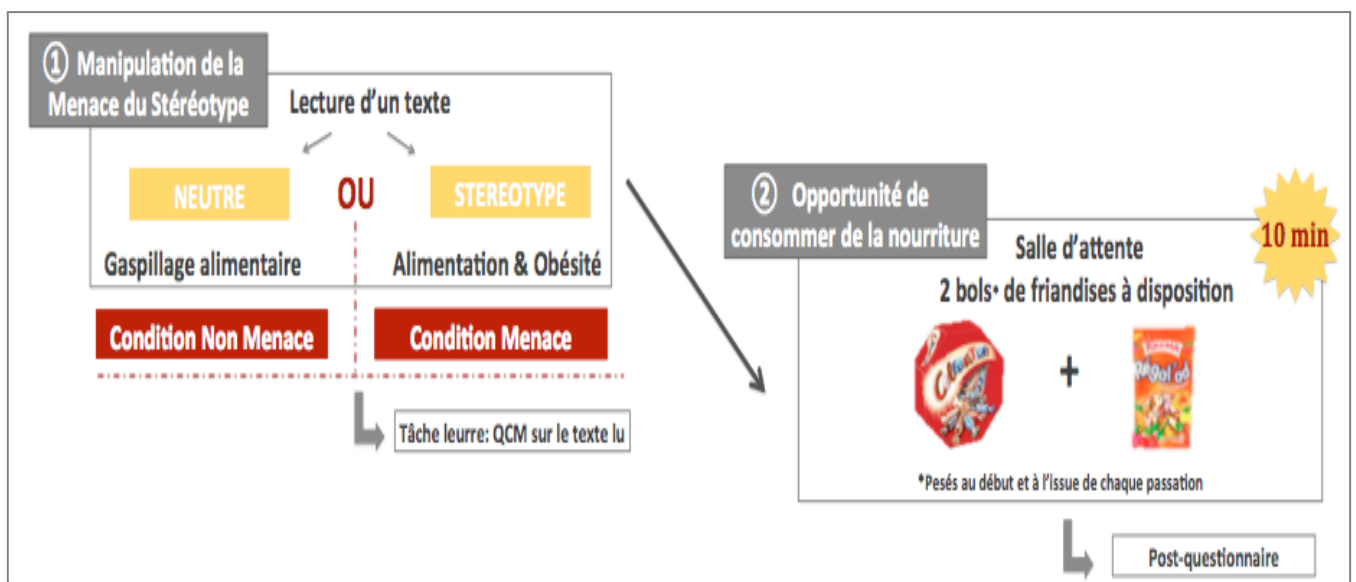 ① Manipulation de la
Menace du Stéréotype
Lecture d'un texte
NEUTRE
OU
STEREOTYPE
Gaspillage alimentaire
Alimentation & Obésité
Condition Non Menace
Condition Menace
Tâche leurre: QCM sur le texte lu
② Opportunité de
consommer de la nourriture
10 min
Salle d'attente
2 bols• de friandises à disposition
+
Régal'ad
*Pesés au début et à l'issue de chaque passation
Post-questionnaire